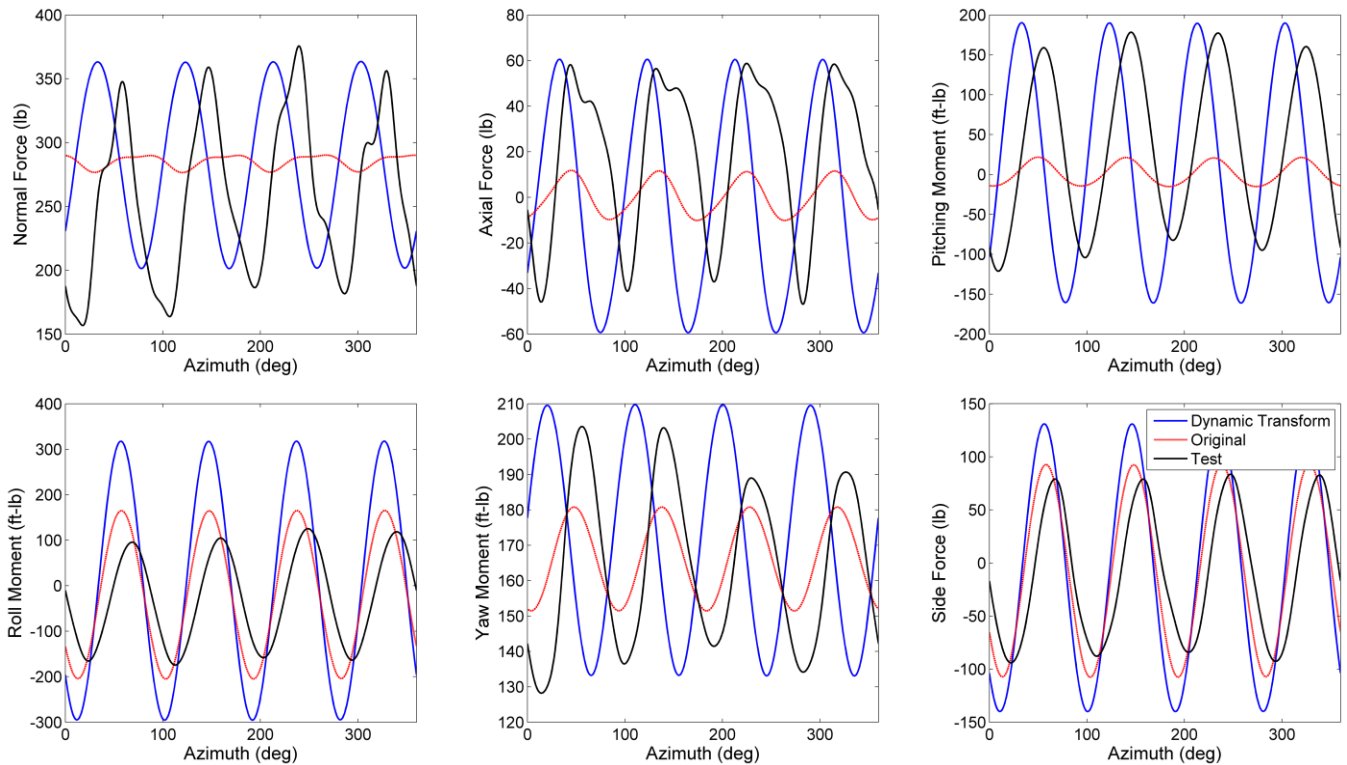 400
350
300
250
200
150
Normal Force (lb)
0 100 200 300
Azimuth (deg)
80
60
40
20
0
-20
-40
-60
Axial Force (lb)
0 100 200 300
Azimuth (deg)
200
150
100
50
0
-50
-100
-150
-200
Pitching Moment (ft-lb)
0 100 200 300
Azimuth (deg)
400
300
200
100
0
-100
-200
-300
Roll Moment (ft-lb)
0 100 200 300
Azimuth (deg)
210
200
190
180
170
160
150
140
130
120
Yaw Moment (ft-lb)
0 100 200 300
Azimuth (deg)
150
100
50
0
-50
-100
-150
Side Force (lb)
Dynamic Transform
Original
Test
0 100 200 300
Azimuth (deg)